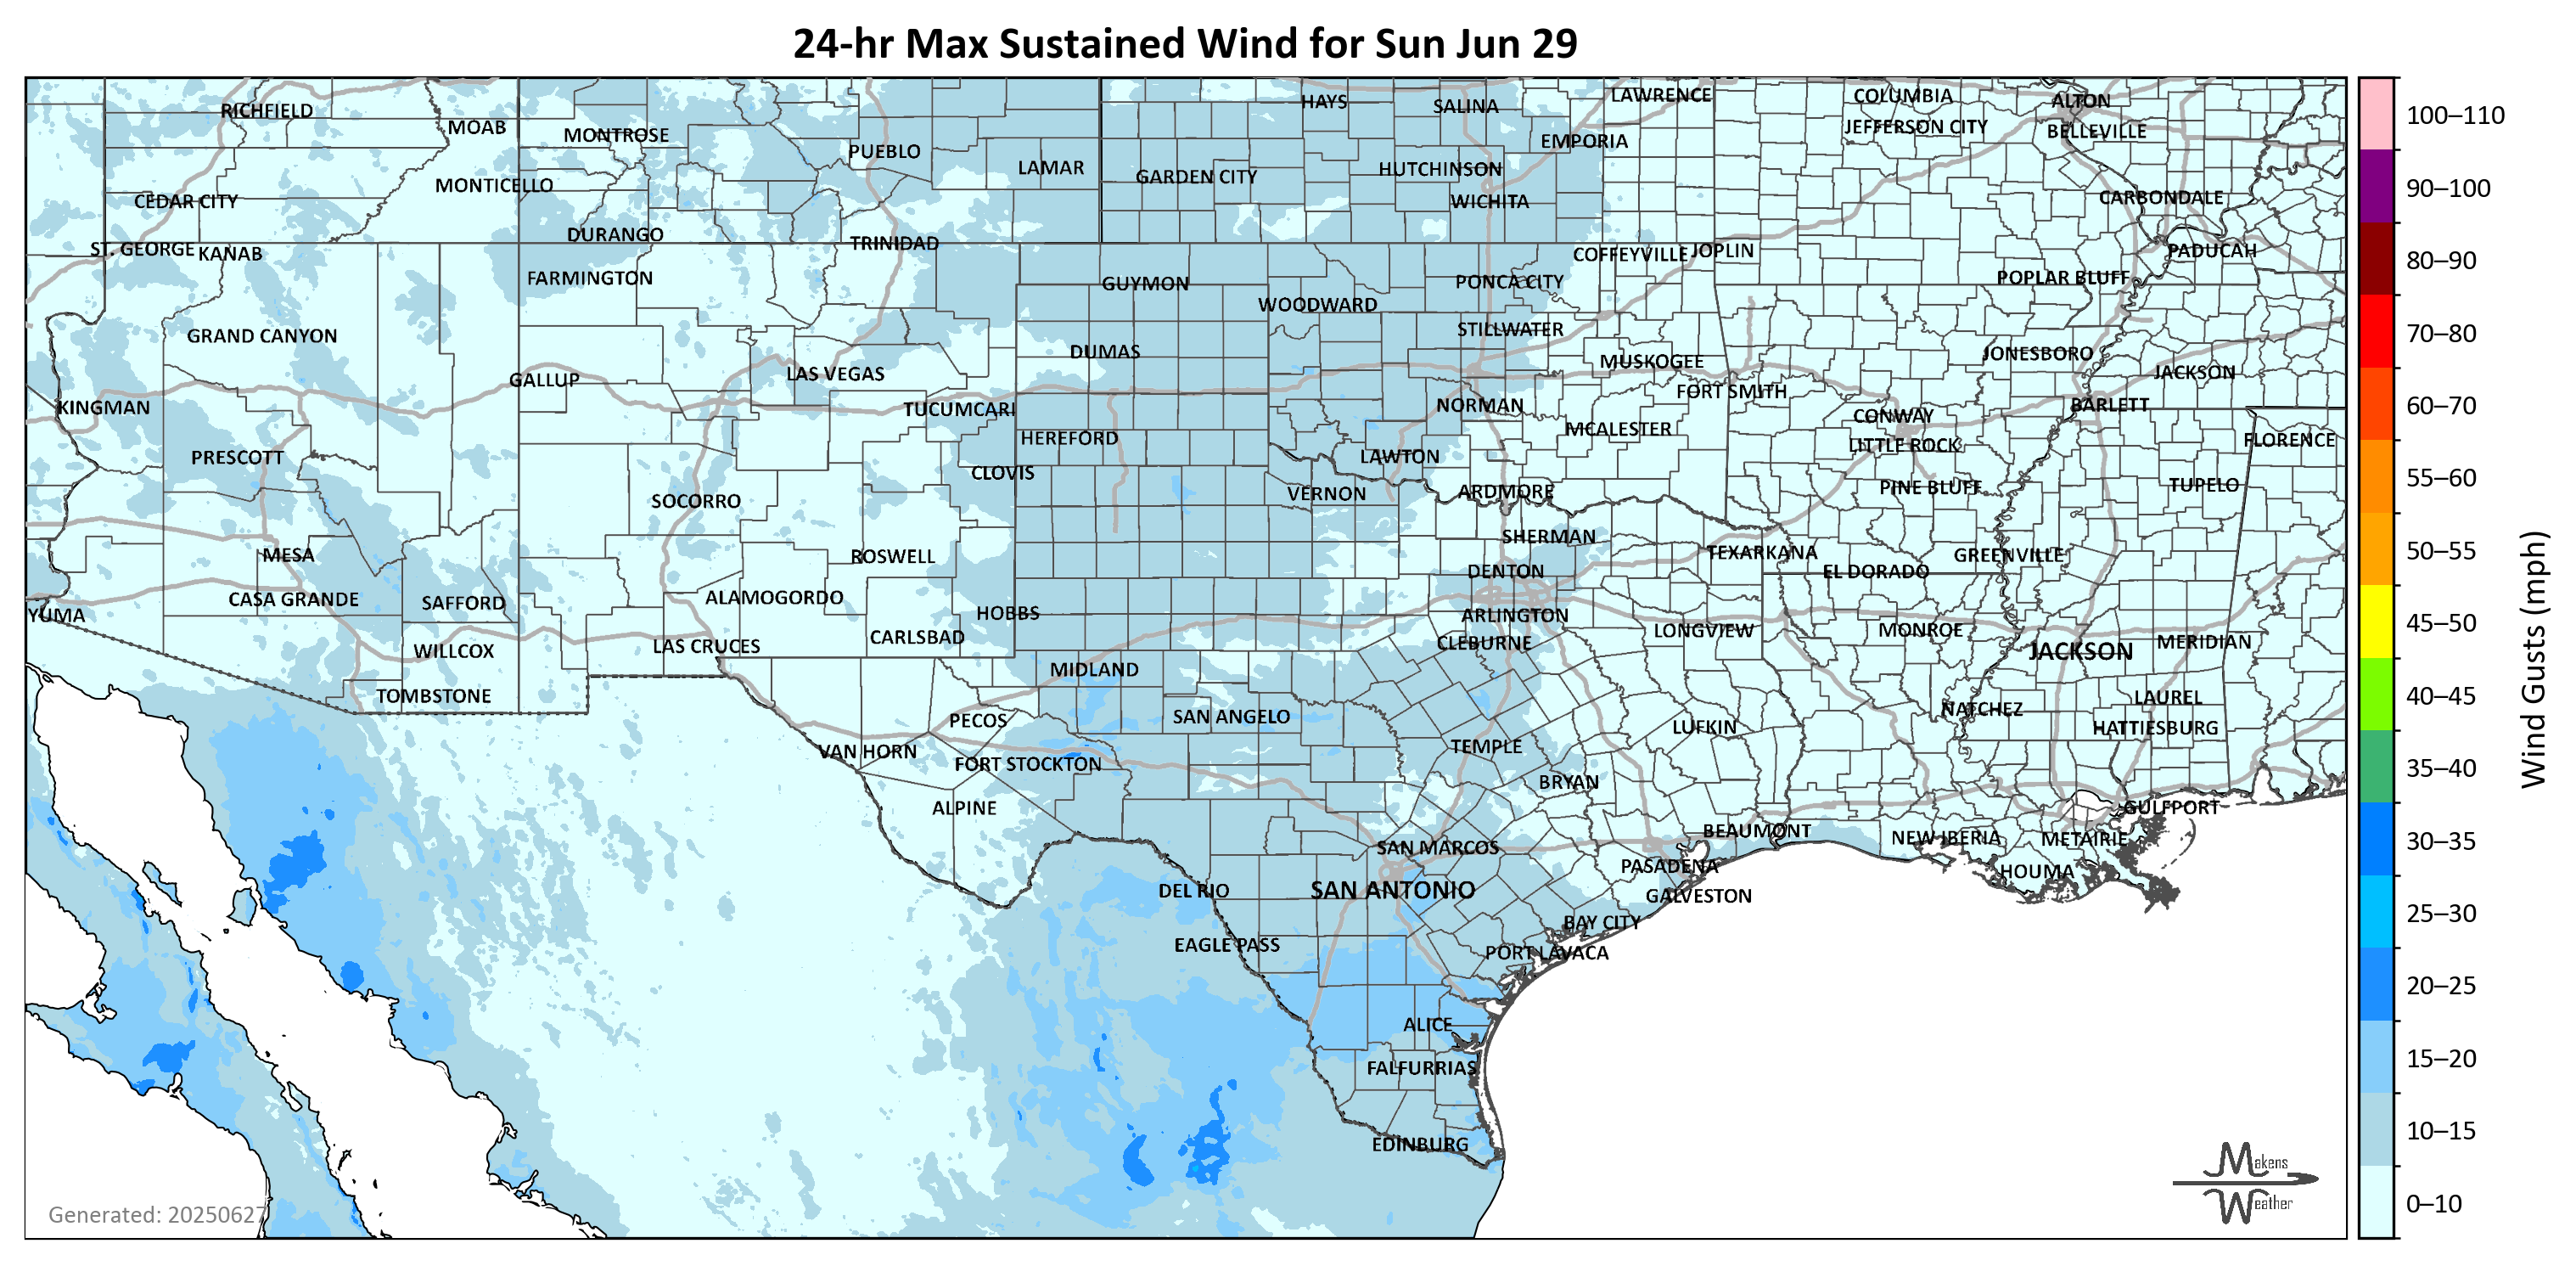 24-hr Max Sustained Wind for Sun Jun 29
RICHFIELD
MOAB
MONTROSE
PUEBLO
LAMAR
HAYS
SALINA
LAWRENCE
COLUMBIA
ALTON
JEFFERSON CITY
BELLEVILLE
EMPORIA
GARDEN CITY
HUTCHINSON
WICHITA
MONTICELLO
CEDAR CITY
CARBONDALE
DURANGO
TRINIDAD
ST. GEORGE
KANAB
COFFEYVILLE
JOPLIN
PADUCAH
FARMINGTON
GUYMON
PONCA CITY
POPLAR BLUFF
WOODWARD
STILLWATER
GRAND CANYON
DUMAS
MUSKOGEE
JONESBORO
GALLUP
LAS VEGAS
JACKSON
FORT SMITH
KINGMAN
TUCUMCARI
NORMAN
BARLETT
CONWAY
HEREFORD
MCALESTER
LITTLE ROCK
FLORENCE
PRESCOTT
CLOVIS
LAWTON
SOCORRO
VERNON
ARDMORE
PINE BLUFF
TUPELO
MESA
ROSWELL
SHERMAN
TEXARKANA
GREENVILLE
DENTON
EL DORADO
CASA GRANDE
SAFFORD
ALAMOGORDO
HOBBS
YUMA
ARLINGTON
WILLCOX
LAS CRUCES
CARLSBAD
CLEBURNE
LONGVIEW
MONROE
JACKSON
MERIDIAN
TOMBSTONE
MIDLAND
PECOS
SAN ANGELO
NATCHEZ
LAUREL
LUFKIN
HATTIESBURG
VAN HORN
FORT STOCKTON
TEMPLE
BRYAN
ALPINE
GULFPORT
BEAUMONT
NEW IBERIA
METAIRIE
SAN MARCOS
PASADENA
HOUMA
DEL RIO
SAN ANTONIO
GALVESTON
BAY CITY
EAGLE PASS
PORT LAVACA
ALICE
FALFURRIAS
EDINBURG
Generated: 20250627
Makens
Weather
100–110
90–100
80–90
70–80
60–70
55–60
50–55
45–50
40–45
35–40
30–35
25–30
20–25
15–20
10–15
0–10
Wind Gusts (mph)